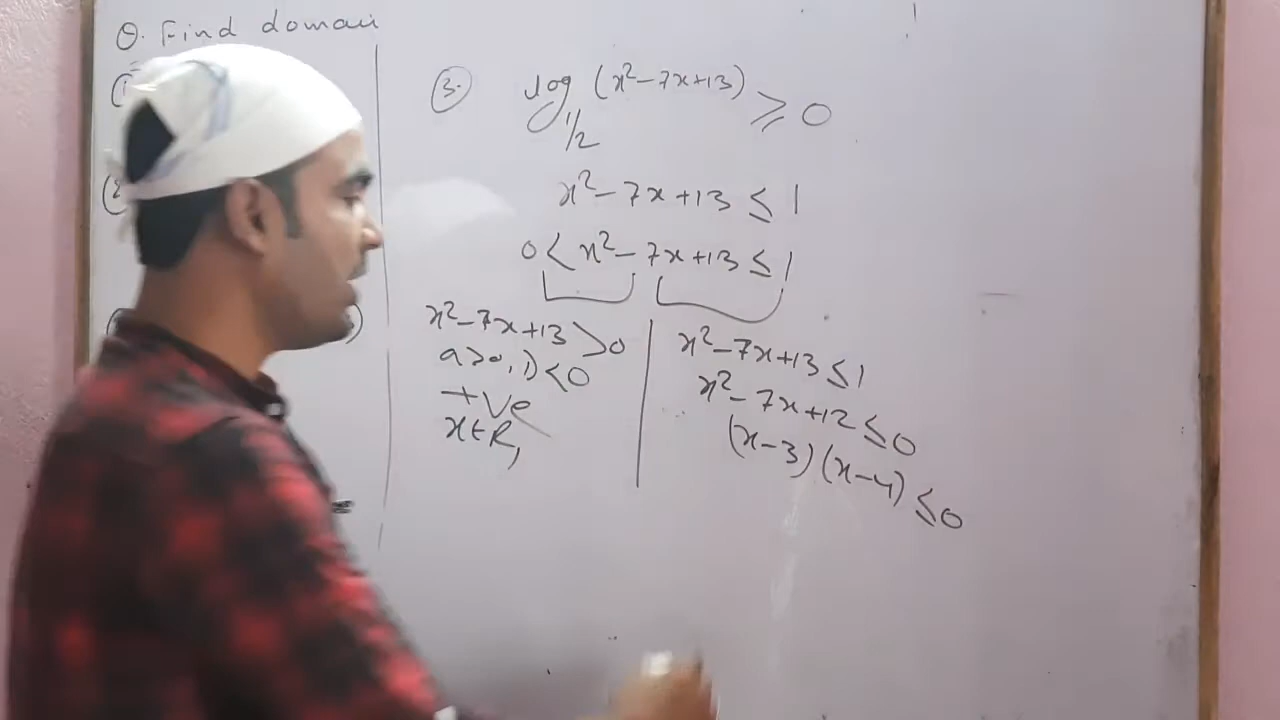 Q. Find domain
(3.) log_{1/2} (x²-7x+13) ≥ 0
x²-7x+13 ≤ 1
0 < x²-7x+13 ≤ 1
x²-7x+13 > 0
a>0, D<0
+ve
x∈R,
x²-7x+13 ≤ 1
x²-7x+12 ≤ 0
(x-3)(x-4) ≤ 0